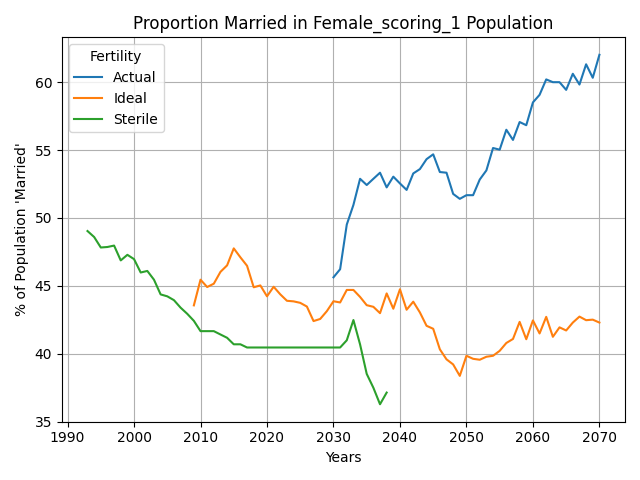 Proportion Married in Female_scoring_1 Population
Fertility
Actual
Ideal
Sterile
% of Population 'Married'
60
55
50
45
40
35
1990 2000 2010 2020 2030 2040 2050 2060 2070
Years